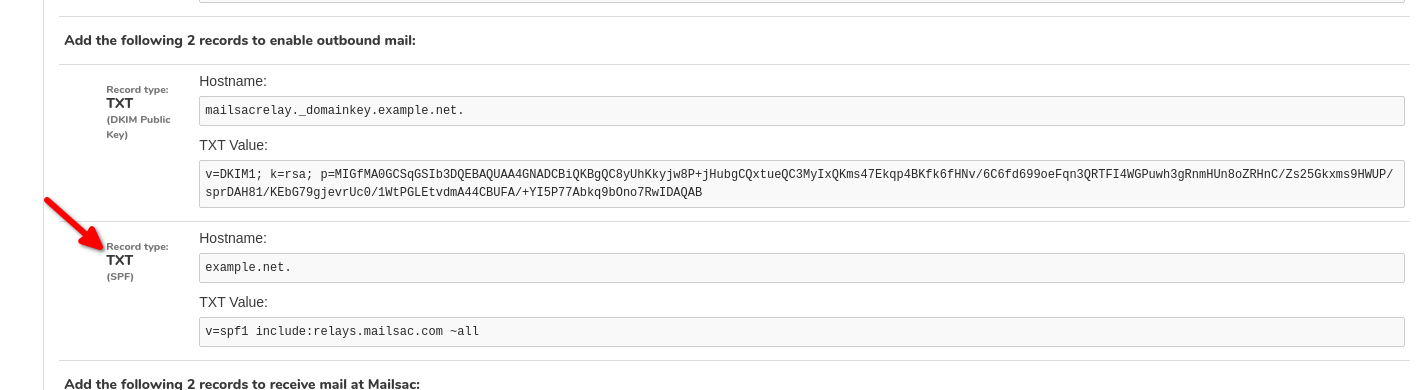 Add the following 2 records to enable outbound mail:
Record type:
TXT
(DKIM Public
Key)
Hostname:
mailsacrelay._domainkey.example.net.
TXT Value:
v=DKIM1; k=rsa; p=MIGfMA0GCSqGSIb3DQEBAQUAA4GNADCBiQKBgQC8yUhKkyjw8P+jHubgCQxtueQC3MyIxQKms47Ekqp4BKfk6fHNv/6C6fd699oeFqn3QRTFI4WGPuwh3gRnmHUn8oZRHnC/Zs25Gkxms9HWUP/
sprDAH81/KEbG79gjevrUc0/1WtPGLEtvdmA44CBUFA/+YI5P77Abkq9bOno7RwIDAQAB
Record type:
TXT
(SPF)
Hostname:
example.net.
TXT Value:
v=spf1 include:relays.mailsac.com ~all
Add the following 2 records to receive mail at Mailsac: